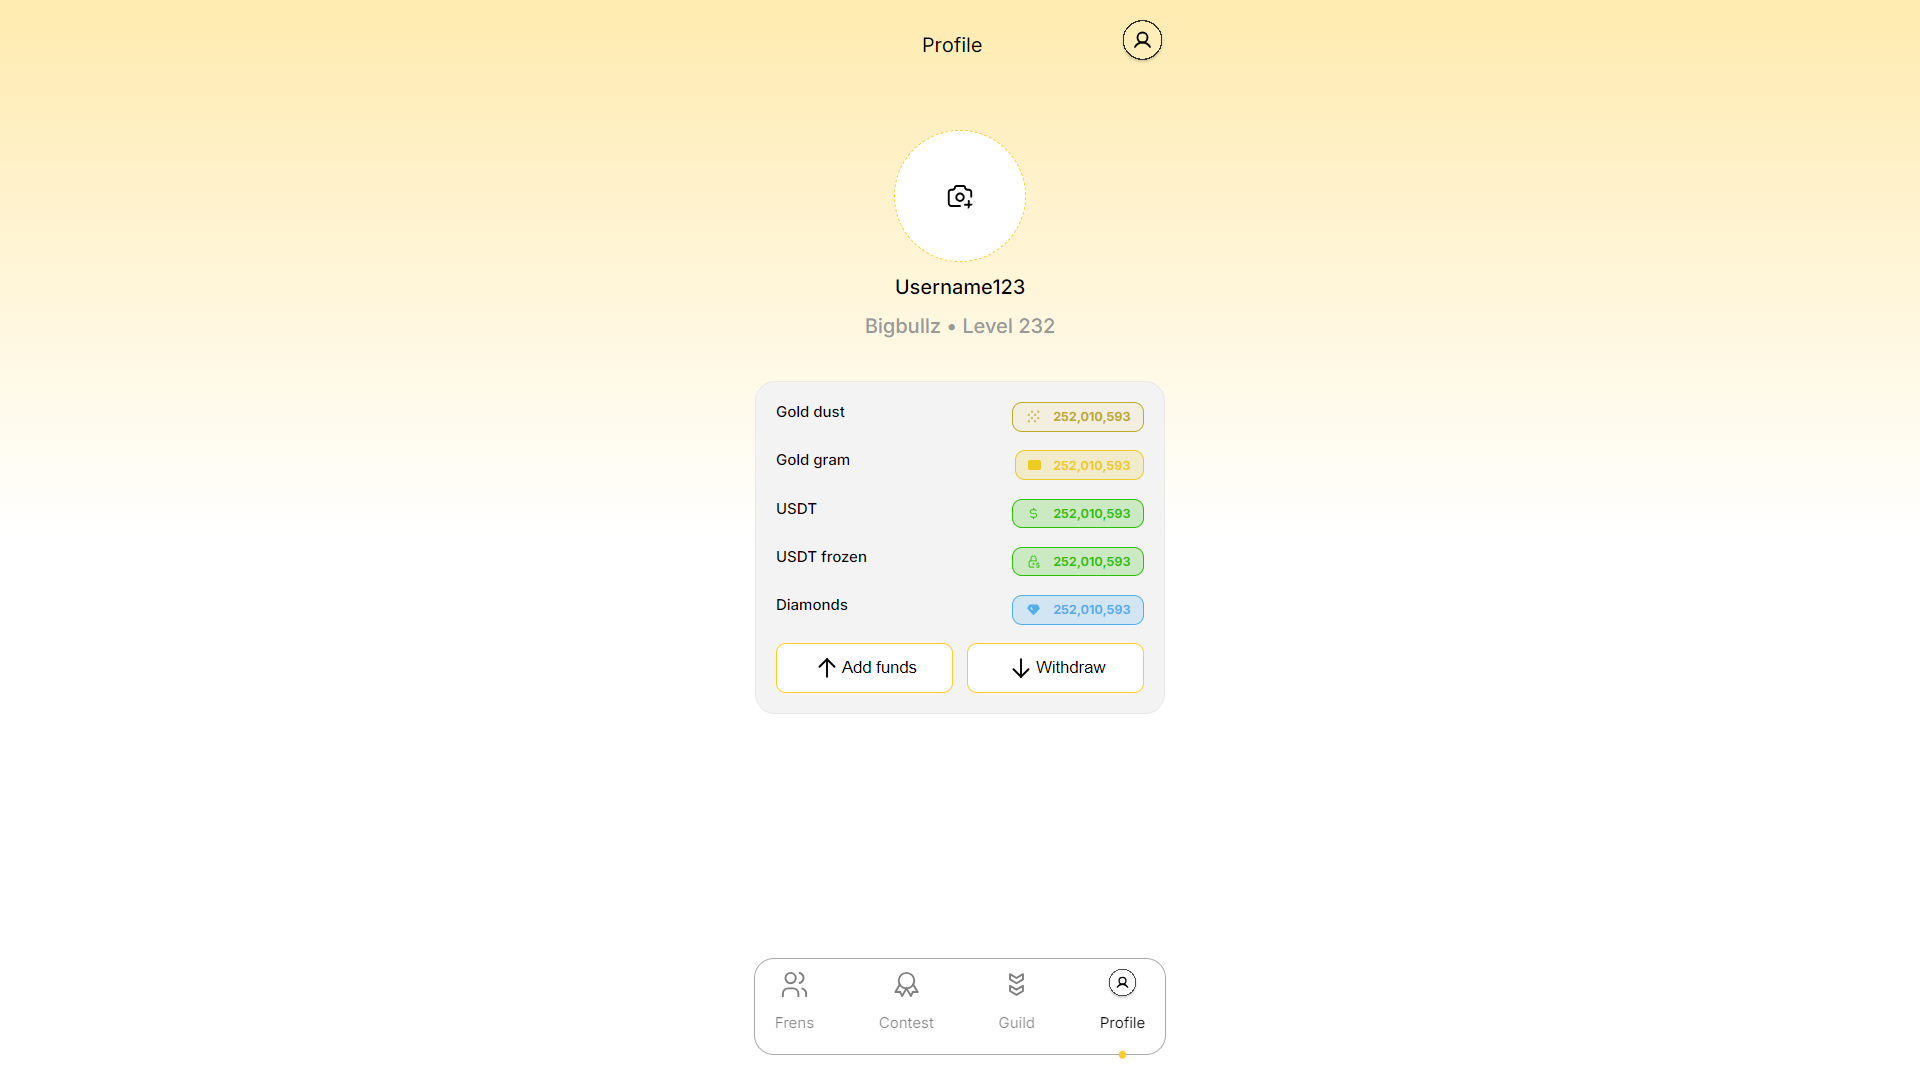 Profile
Username123
Bigbullz • Level 232
Gold dust 252,010,593
Gold gram 252,010,593
USDT $ 252,010,593
USDT frozen 252,010,593
Diamonds 252,010,593
Add funds Withdraw
Frens Contest Guild Profile